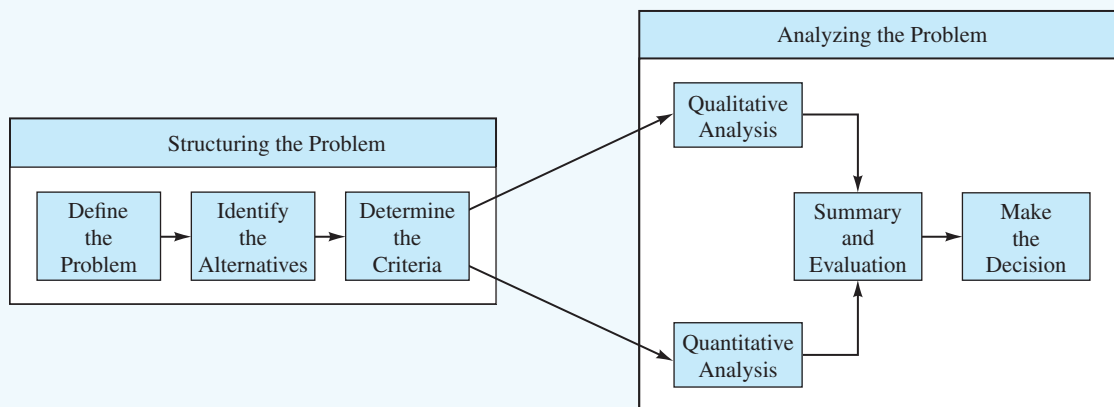 Structuring the Problem
Define
the
Problem
Identify
the
Alternatives
Determine
the
Criteria
Analyzing the Problem
Qualitative
Analysis
Quantitative
Analysis
Summary
and
Evaluation
Make
the
Decision